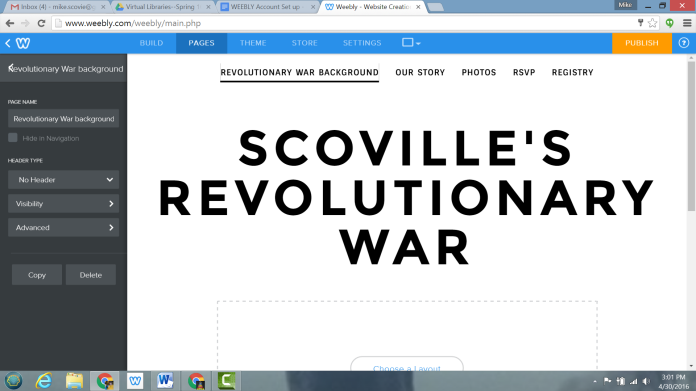 Inbox (4) - mike.scovie@g
Virtual Libraries--Spring 1
WEEBLY Account Set up -
Weebly - Website Creation
Mike
www.weebly.com/weebly/main.php
BUILD PAGES THEME STORE SETTINGS PUBLISH ?
Revolutionary War background
PAGE NAME
Revolutionary War background
Hide in Navigation
HEADER TYPE
No Header
Visibility
Advanced
Copy Delete
REVOLUTIONARY WAR BACKGROUND OUR STORY PHOTOS RSVP REGISTRY
SCOVILLE'S
REVOLUTIONARY
WAR
Choose a Layout
3:01 PM
4/30/2016